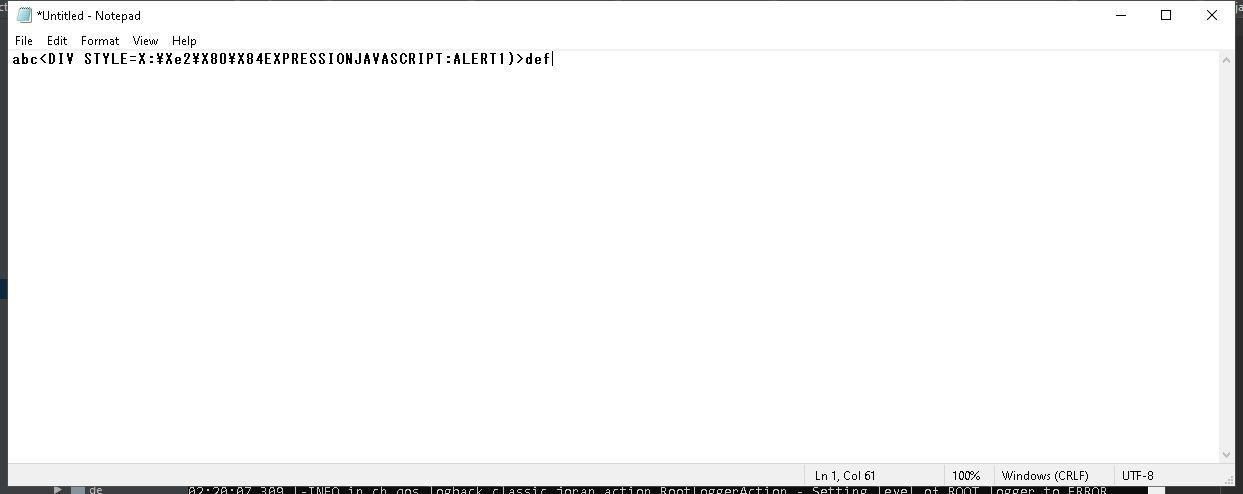 *Untitled - Notepad
File Edit Format View Help
abc<DIV STYLE=X:¥Xe2¥X80¥X84EXPRESSIONJAVASCRIPT:ALERT1)>def
Ln 1, Col 61 100% Windows (CRLF) UTF-8
de 02:20:07,309 |-INFO in ch.qos.logback.classic.joran.action.RootLoggerAction - Setting level of ROOT logger to ERROR